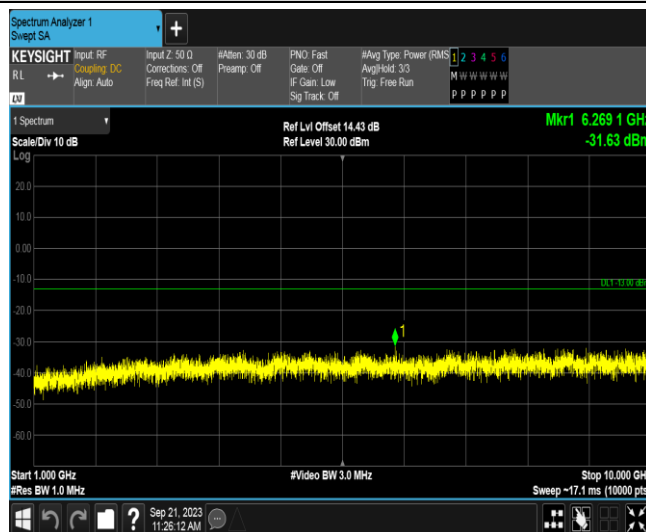 Spectrum Analyzer 1
Swept SA
+
KEYSIGHT Input: RF Input Z: 50 Ω #Atten: 30 dB PNO: Fast #Avg Type: Power (RMS 1 2 3 4 5 6
RL Coupling: DC Corrections: Off Preamp: Off Gate: Off Avg|Hold: 3/3 M W W W W W
Align: Auto Freq Ref: Int (S) IF Gain: Low Trig: Free Run
LXI Sig Track: Off P P P P P P
1 Spectrum Ref Lvl Offset 14.43 dB Mkr1 6.269 1 GHz
Scale/Div 10 dB Ref Level 30.00 dBm -31.63 dBm
Log
20.0
10.0
0.00
-10.0
DL1 -13.00 dBm
-20.0
-30.0
1
-40.0
-50.0
-60.0
Start 1.000 GHz #Video BW 3.0 MHz Stop 10.000 GHz
#Res BW 1.0 MHz Sweep ~17.1 ms (10000 pts
? Sep 21, 2023
11:26:12 AM